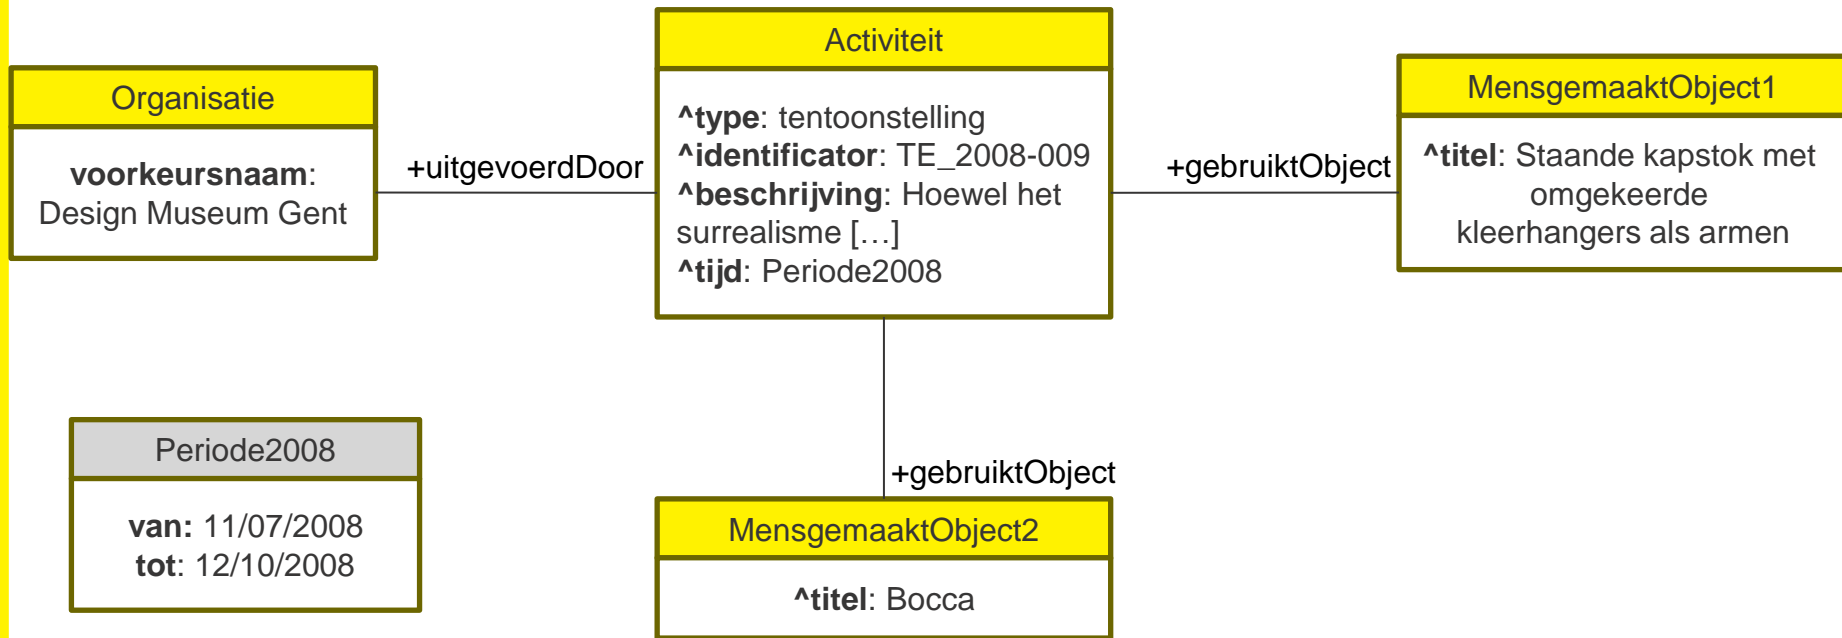 Organisatie
voorkeursnaam:
Design Museum Gent
+uitgevoerdDoor
Activiteit
^type: tentoonstelling
^identificator: TE_2008-009
^beschrijving: Hoewel het
surrealisme […]
^tijd: Periode2008
+gebruiktObject
MensgemaaktObject1
^titel: Staande kapstok met
omgekeerde
kleerhangers als armen
Periode2008
van: 11/07/2008
tot: 12/10/2008
+gebruiktObject
MensgemaaktObject2
^titel: Bocca